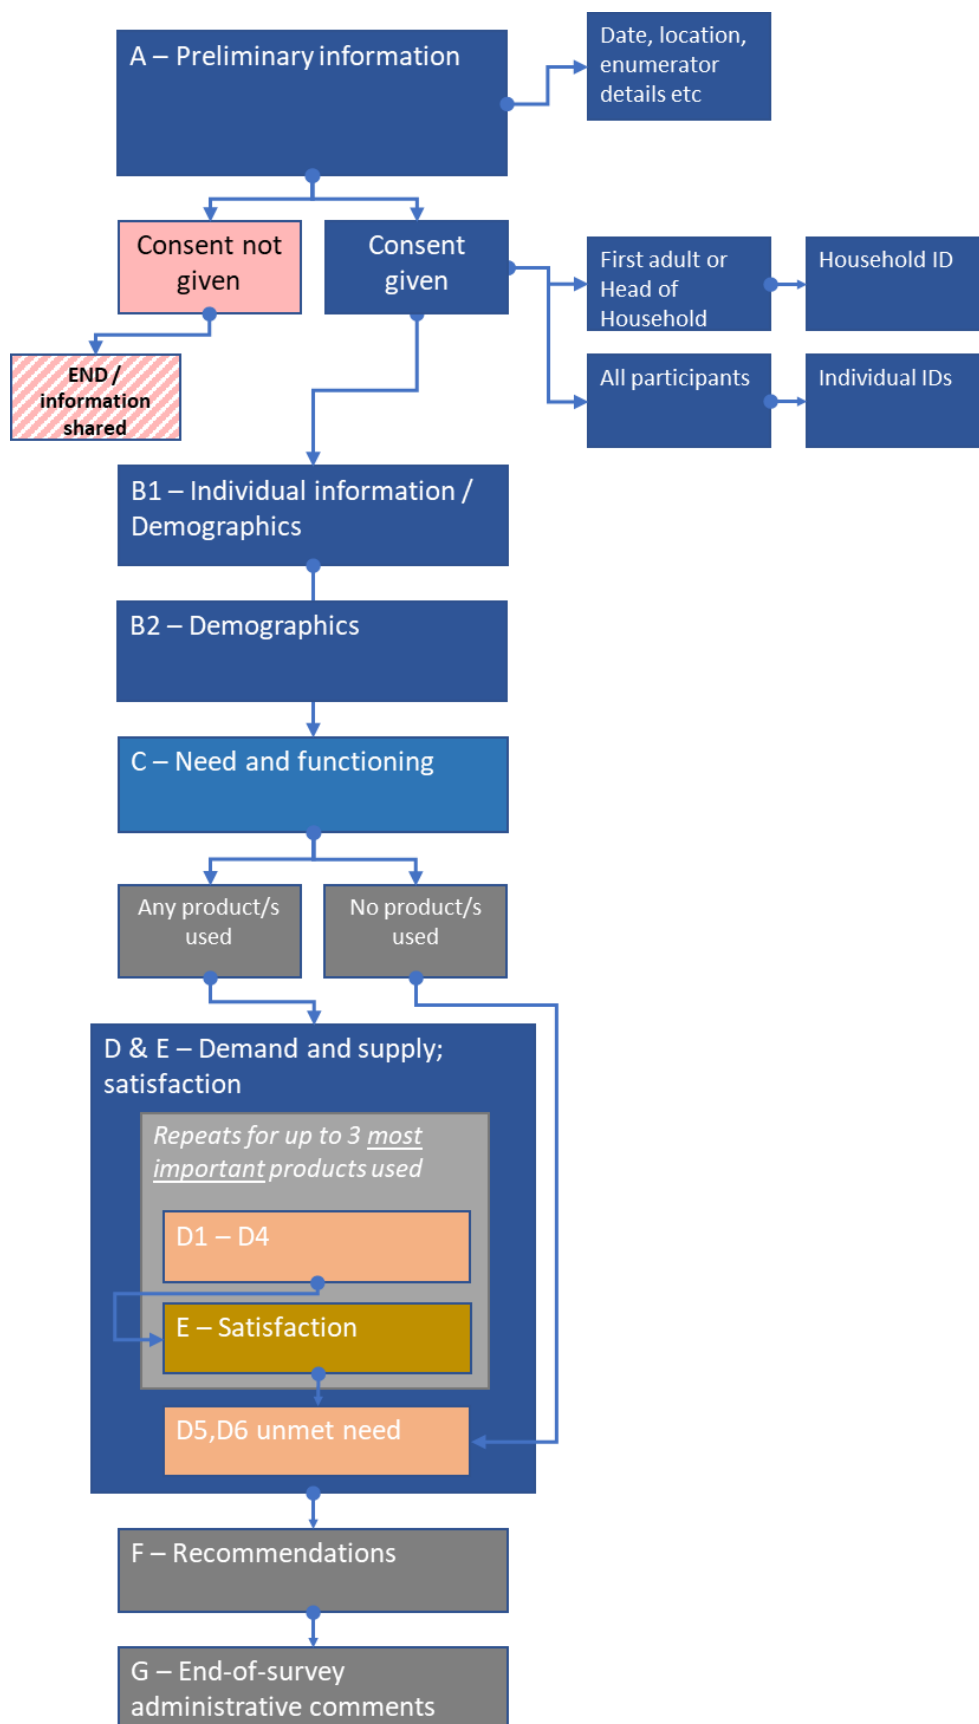 A – Preliminary information
Date, location,
enumerator
details etc
Consent not
given
Consent
given
First adult or
Head of
Household
Household ID
END /
information
shared
All participants
Individual IDs
B1 – Individual information /
Demographics
B2 – Demographics
C – Need and functioning
Any product/s
used
No product/s
used
D & E – Demand and supply;
satisfaction
Repeats for up to 3 most
important products used
D1 – D4
E – Satisfaction
D5,D6 unmet need
F – Recommendations
G – End-of-survey
administrative comments